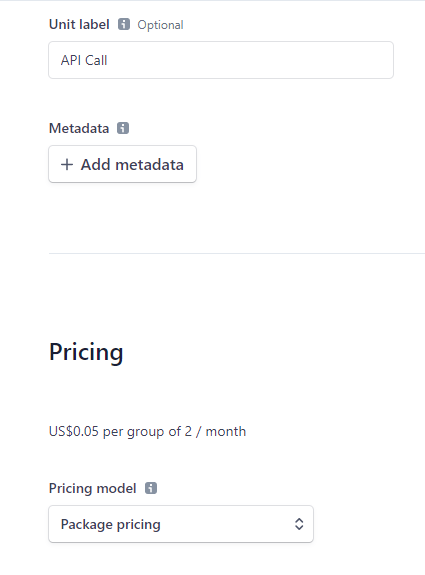 Unit label Optional
API Call
Metadata
+ Add metadata
Pricing
US$0.05 per group of 2 / month
Pricing model
Package pricing